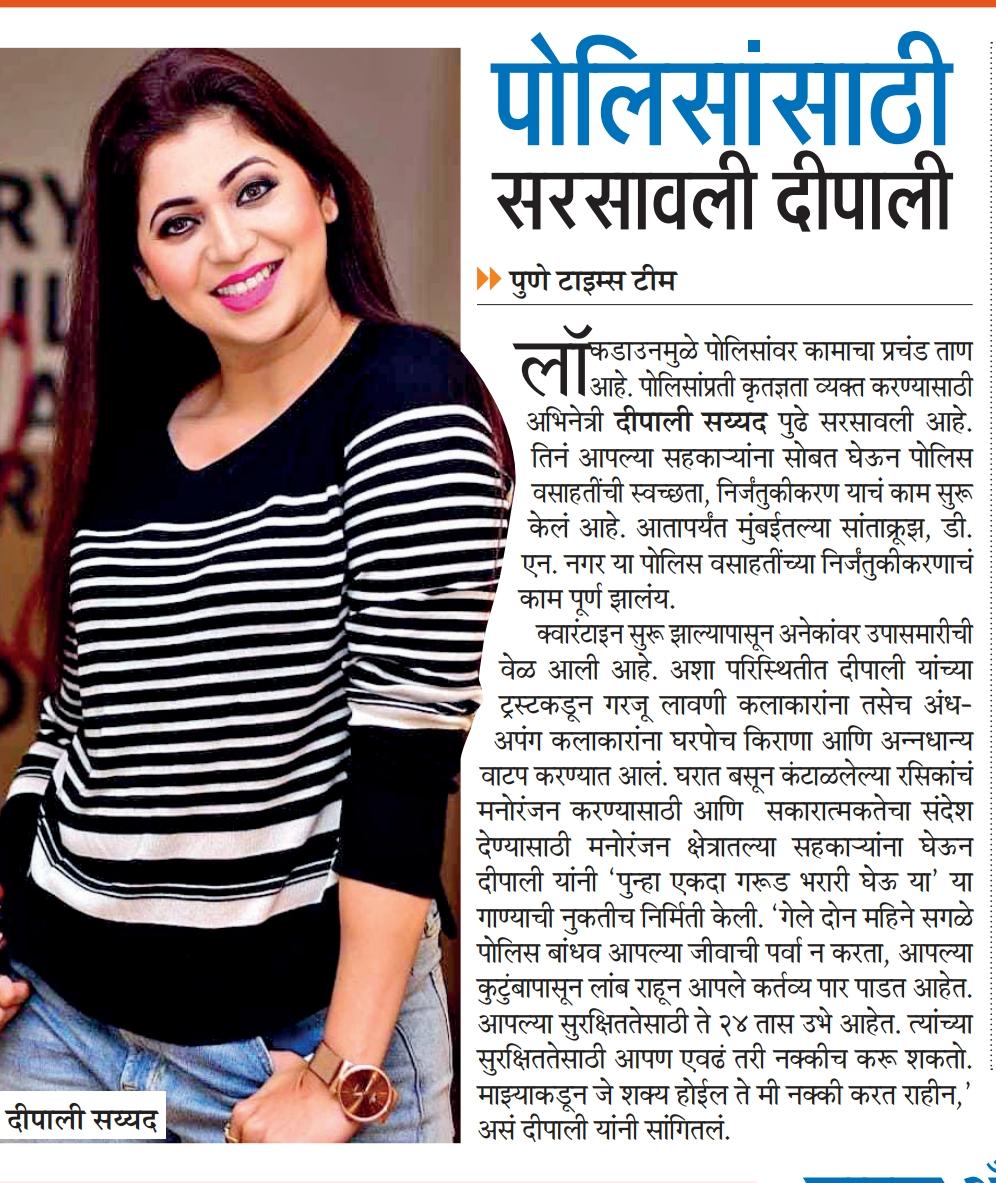 पोलिसांसाठी
सरसावली दीपाली
पुणे टाइम्स टीम
लॉकडाउनमुळे पोलिसांवर कामाचा प्रचंड ताण
आहे. पोलिसांप्रती कृतज्ञता व्यक्त करण्यासाठी
अभिनेत्री दीपाली सय्यद पुढे सरसावली आहे.
तिनं आपल्या सहकाऱ्यांना सोबत घेऊन पोलिस
वसाहतींची स्वच्छता, निर्जंतुकीकरण याचं काम सुरू
केलं आहे. आतापर्यंत मुंबईतल्या सांताक्रूझ, डी.
एन. नगर या पोलिस वसाहतींच्या निर्जंतुकीकरणाचं
काम पूर्ण झालंय.
क्वारंटाइन सुरू झाल्यापासून अनेकांवर उपासमारीची
वेळ आली आहे. अशा परिस्थितीत दीपाली यांच्या
ट्रस्टकडून गरजू लावणी कलाकारांना तसेच अंध-
अपंग कलाकारांना घरपोच किराणा आणि अन्नधान्य
वाटप करण्यात आलं. घरात बसून कंटाळलेल्या रसिकांचं
मनोरंजन करण्यासाठी आणि सकारात्मकतेचा संदेश
देण्यासाठी मनोरंजन क्षेत्रातल्या सहकाऱ्यांना घेऊन
दीपाली यांनी ‘पुन्हा एकदा गरूड भरारी घेऊ या’ या
गाण्याची नुकतीच निर्मिती केली. ‘गेले दोन महिने सगळे
पोलिस बांधव आपल्या जीवाची पर्वा न करता, आपल्या
कुटुंबापासून लांब राहून आपले कर्तव्य पार पाडत आहेत.
आपल्या सुरक्षिततेसाठी ते २४ तास उभे आहेत. त्यांच्या
सुरक्षिततेसाठी आपण एवढं तरी नक्कीच करू शकतो.
माझ्याकडून जे शक्य होईल ते मी नक्की करत राहीन,’
असं दीपाली यांनी सांगितलं.
दीपाली सय्यद